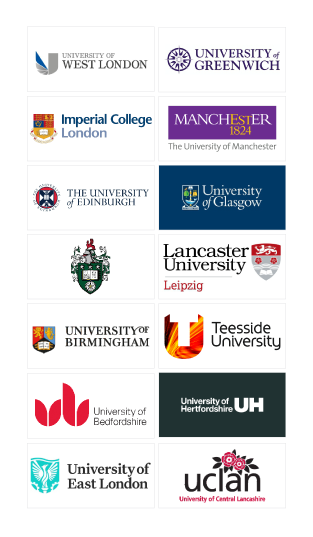 UNIVERSITY OF
WEST LONDON
UNIVERSITY of
GREENWICH
Imperial College
London
MANCHESTER
1824
The University of Manchester
THE UNIVERSITY
of EDINBURGH
University
of Glasgow
Lancaster
University
Leipzig
UNIVERSITY OF
BIRMINGHAM
Teesside
University
University of
Bedfordshire
University of
Hertfordshire UH
University of
East London
uclan
University of Central Lancashire